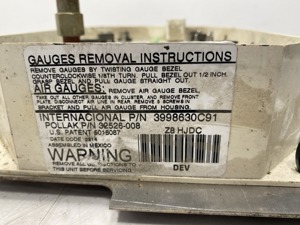 GAUGES REMOVAL INSTRUCTIONS
REMOVE GAUGES BY TWISTING GAUGE BEZEL
COUNTERCLOCKWISE 1/8TH TURN. PULL BEZEL OUT 1/2 INCH.
GRASP BEZEL AND PULL GAUGE STRAIGHT OUT.
AIR GAUGES: REMOVE AIR GAUGE BEZEL,
TAKE OUT ANY OTHER GAUGES IN CLUSTER, AND REMOVE FRONT
PLATE. DISCONNECT AIR LINE IN REAR. REMOVE 3 SCREWS IN
BRACKET AND PULL AIR GAUGE FROM HOUSING.
INTERNACIONAL P/N 3998630C91
POLLAK P/N 36526-008 Z8 HJDC
U.S. PATENT 5016087
DATE CODE
ASSEMBLED IN MEXICO
WARNING
DEV